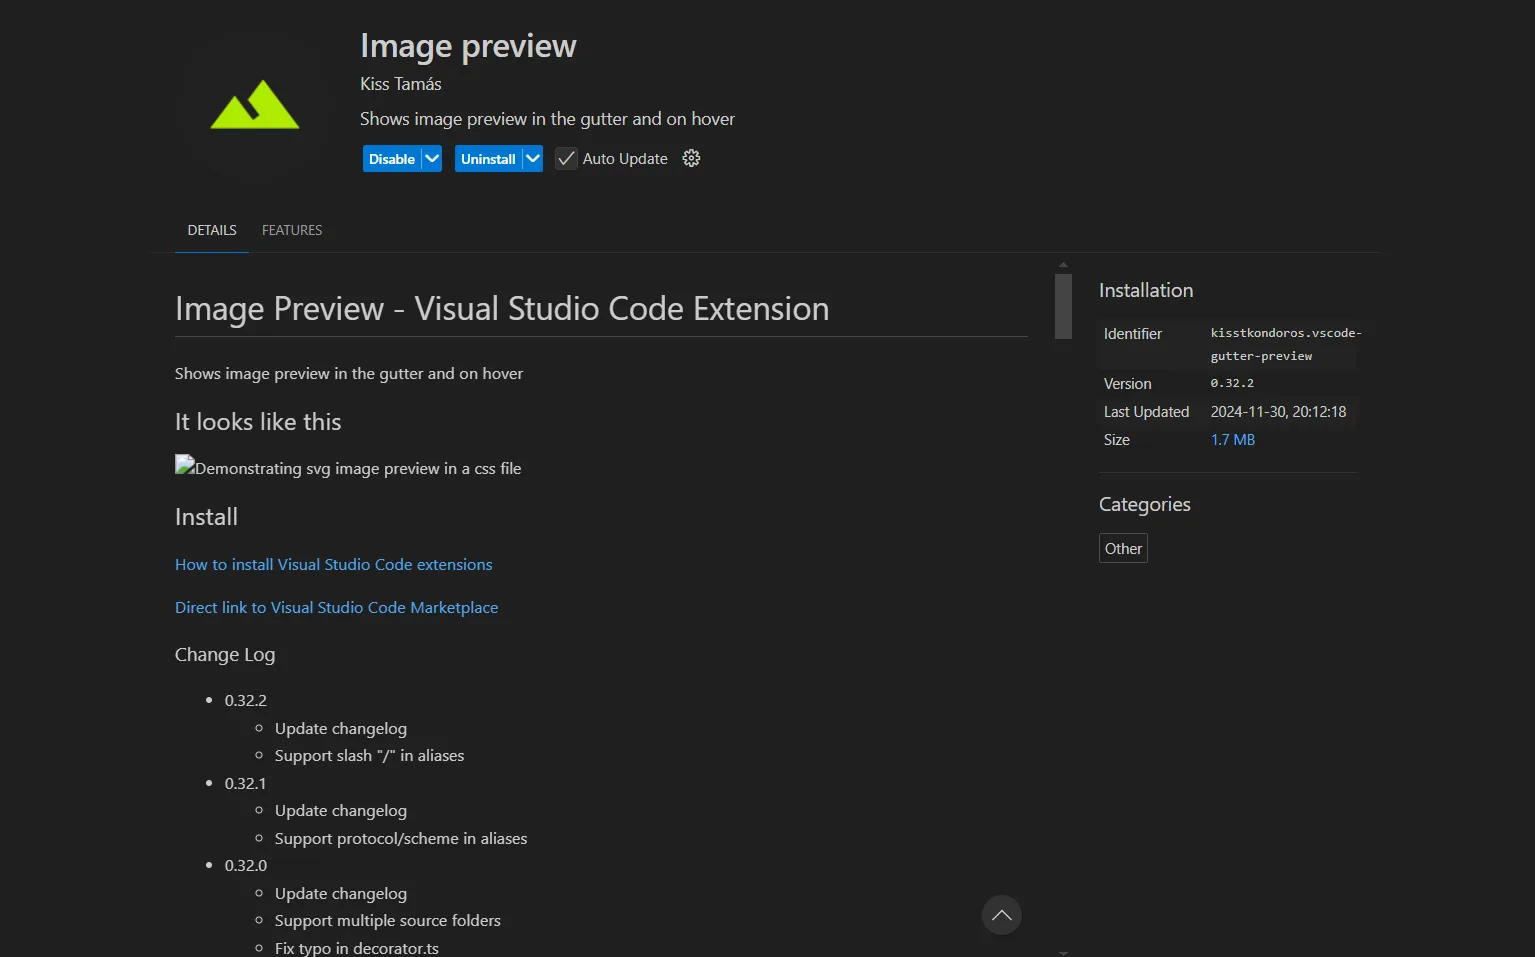 Image preview
Kiss Tamás
Shows image preview in the gutter and on hover
Disable
Uninstall
Auto Update
DETAILS
FEATURES
Image Preview - Visual Studio Code Extension
Shows image preview in the gutter and on hover
It looks like this
Demonstrating svg image preview in a css file
Install
How to install Visual Studio Code extensions
Direct link to Visual Studio Code Marketplace
Change Log
0.32.2
Update changelog
Support slash "/" in aliases
0.32.1
Update changelog
Support protocol/scheme in aliases
0.32.0
Update changelog
Support multiple source folders
Fix typo in decorator.ts
Installation
Identifier kisstkondoros.vscode-
gutter-preview
Version 0.32.2
Last Updated 2024-11-30, 20:12:18
Size 1.7 MB
Categories
Other